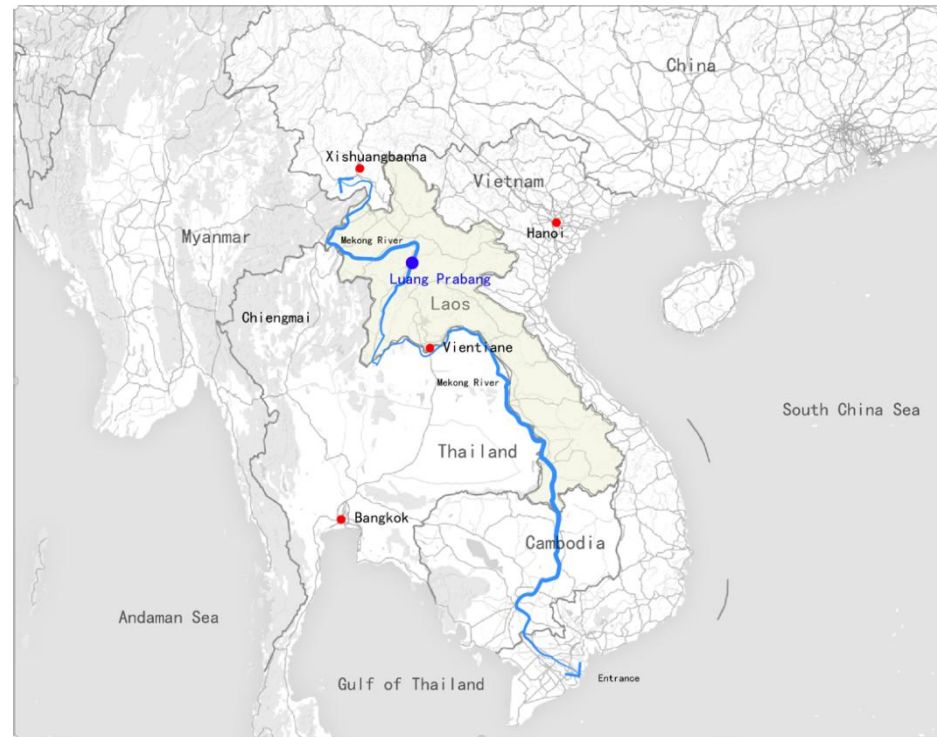 China
Xishuangbanna
Vietnam
Hanoi
Myanmar
Mekong River
Luang Prabang
Laos
Chiengmai
Vientiane
Mekong River
South China Sea
Thailand
Bangkok
Cambodia
Andaman Sea
Entrance
Gulf of Thailand